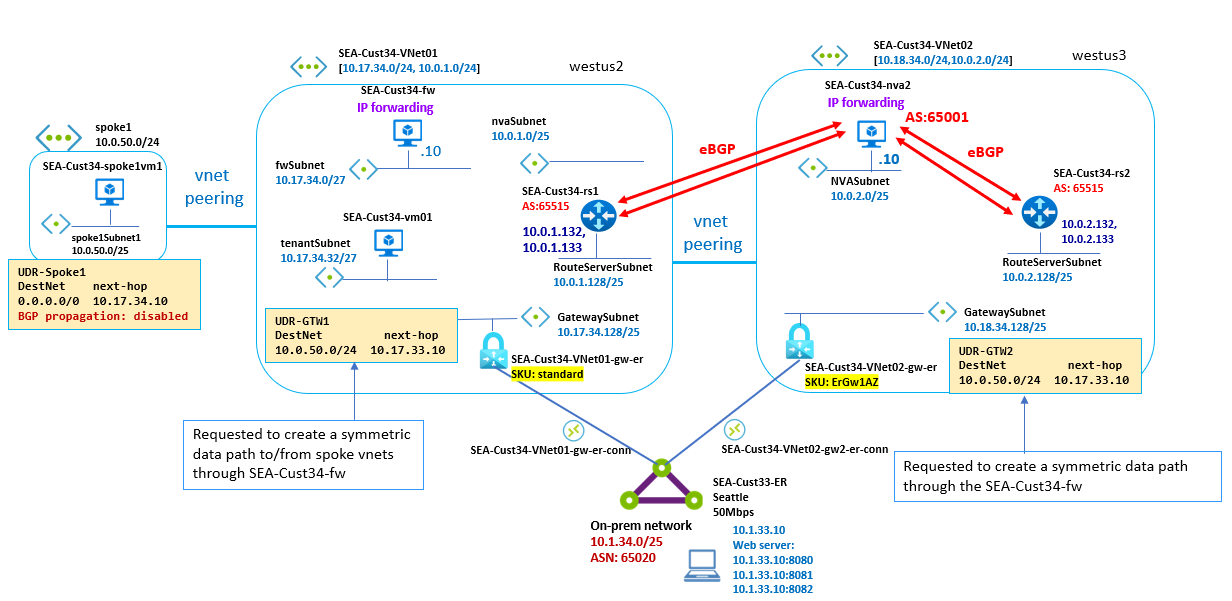 SEA-Cust34-VNet01
[10.17.34.0/24, 10.0.1.0/24]
westus2
SEA-Cust34-VNet02
[10.18.34.0/24,10.0.2.0/24]
westus3
spoke1
10.0.50.0/24
SEA-Cust34-spoke1vm1
spoke1Subnet1
10.0.50.0/25
UDR-Spoke1
DestNet next-hop
0.0.0.0/0 10.17.34.10
BGP propagation: disabled
vnet
peering
SEA-Cust34-fw
IP forwarding
.10
fwSubnet
10.17.34.0/27
nvaSubnet
10.0.1.0/25
SEA-Cust34-rs1
AS:65515
10.0.1.132,
10.0.1.133
RouteServerSubnet
10.0.1.128/25
SEA-Cust34-vm01
tenantSubnet
10.17.34.32/27
UDR-GTW1
DestNet next-hop
10.0.50.0/24 10.17.33.10
GatewaySubnet
10.17.34.128/25
SEA-Cust34-VNet01-gw-er
SKU: standard
eBGP
vnet
peering
SEA-Cust34-nva2
IP forwarding
AS:65001
.10
NVASubnet
10.0.2.0/25
eBGP
SEA-Cust34-rs2
AS: 65515
10.0.2.132,
10.0.2.133
RouteServerSubnet
10.0.2.128/25
GatewaySubnet
10.18.34.128/25
SEA-Cust34-VNet02-gw-er
SKU: ErGw1AZ
UDR-GTW2
DestNet next-hop
10.0.50.0/24 10.17.33.10
Requested to create a symmetric
data path to/from spoke vnets
through SEA-Cust34-fw
SEA-Cust34-VNet01-gw-er-conn
SEA-Cust34-VNet02-gw2-er-conn
Requested to create a symmetric data path
through the SEA-Cust34-fw
SEA-Cust33-ER
Seattle
50Mbps
On-prem network
10.1.34.0/25
ASN: 65020
10.1.33.10
Web server:
10.1.33.10:8080
10.1.33.10:8081
10.1.33.10:8082